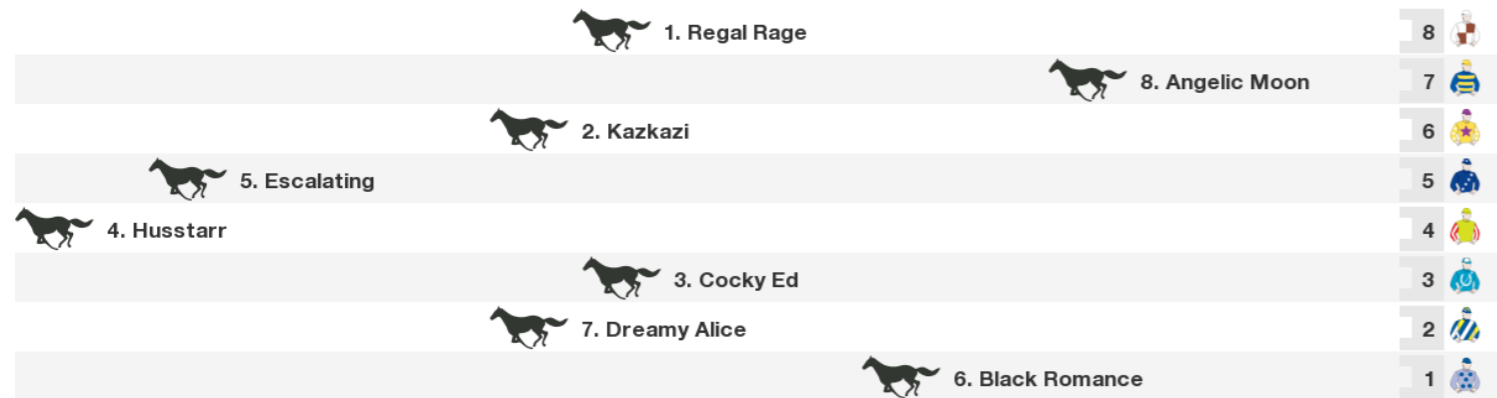 1. Regal Rage 8
8. Angelic Moon 7
2. Kazkazi 6
5. Escalating 5
4. Husstarr 4
3. Cocky Ed 3
7. Dreamy Alice 2
6. Black Romance 1